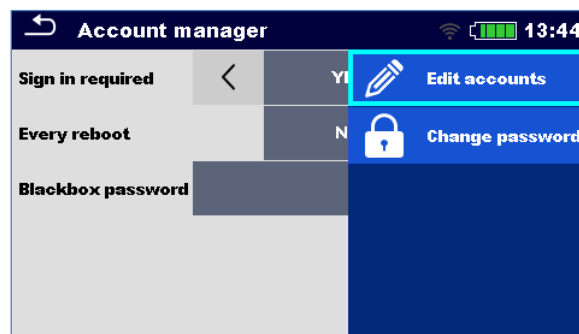 Account manager 13:44
Sign in required
Edit accounts
Every reboot
Change password
Blackbox password